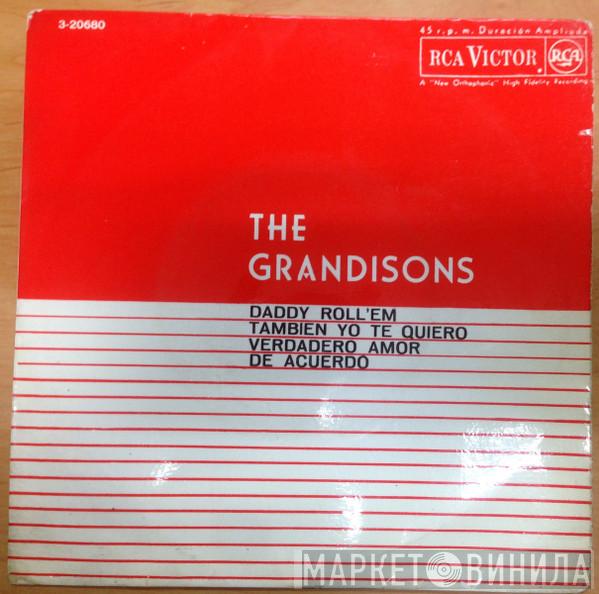 3-20680
45 r.p.m. Duración Ampliada
RCA VICTOR
RCA
A "New Orthophonic" High Fidelity Recording
THE
GRANDISONS
DADDY ROLL'EM
TAMBIEN YO TE QUIERO
VERDADERO AMOR
DE ACUERDO
МАРКЕТ ВИНИЛА